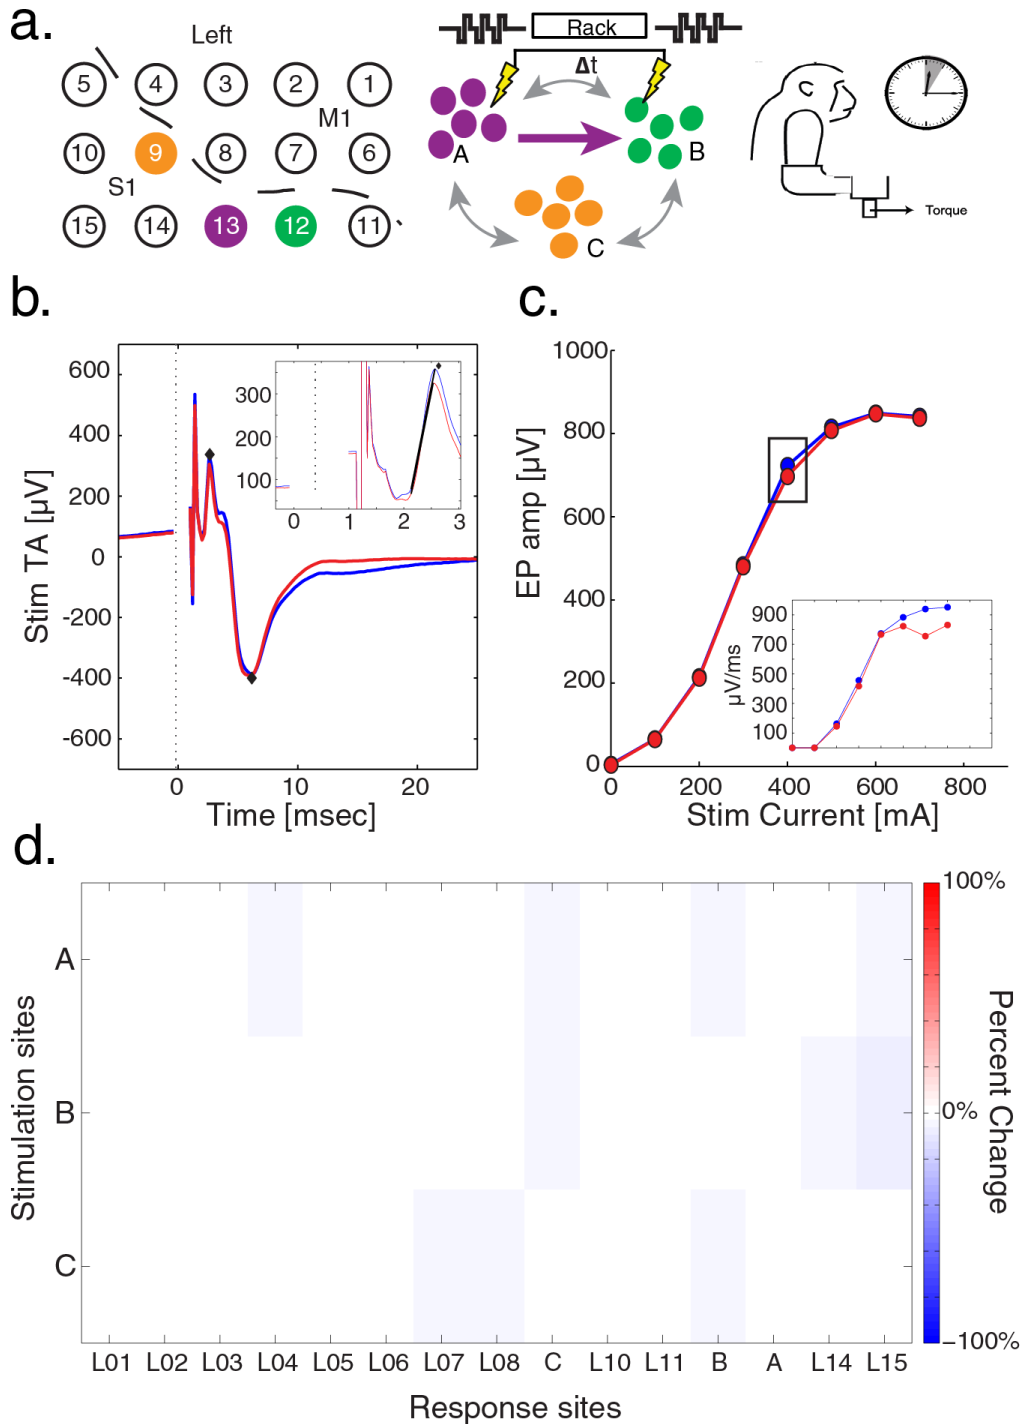 a.
Left
5 4 3 2 1
M1
10 9 8 7 6
S1
15 14 13 12 11
Rack
Δt
A
B
C
Torque
b.
Stim TA [μV]
600
400
200
0
-200
-400
-600
0 10 20
Time [msec]
300
200
100
0 1 2 3
c.
EP amp [μV]
1000
800
600
400
200
0
0 200 400 600 800
Stim Current [mA]
μV/ms
900
700
500
300
100
d.
Stimulation sites
A
B
C
L01 L02 L03 L04 L05 L06 L07 L08 C L10 L11 B A L14 L15
Response sites
100%
0%
-100%
Percent Change